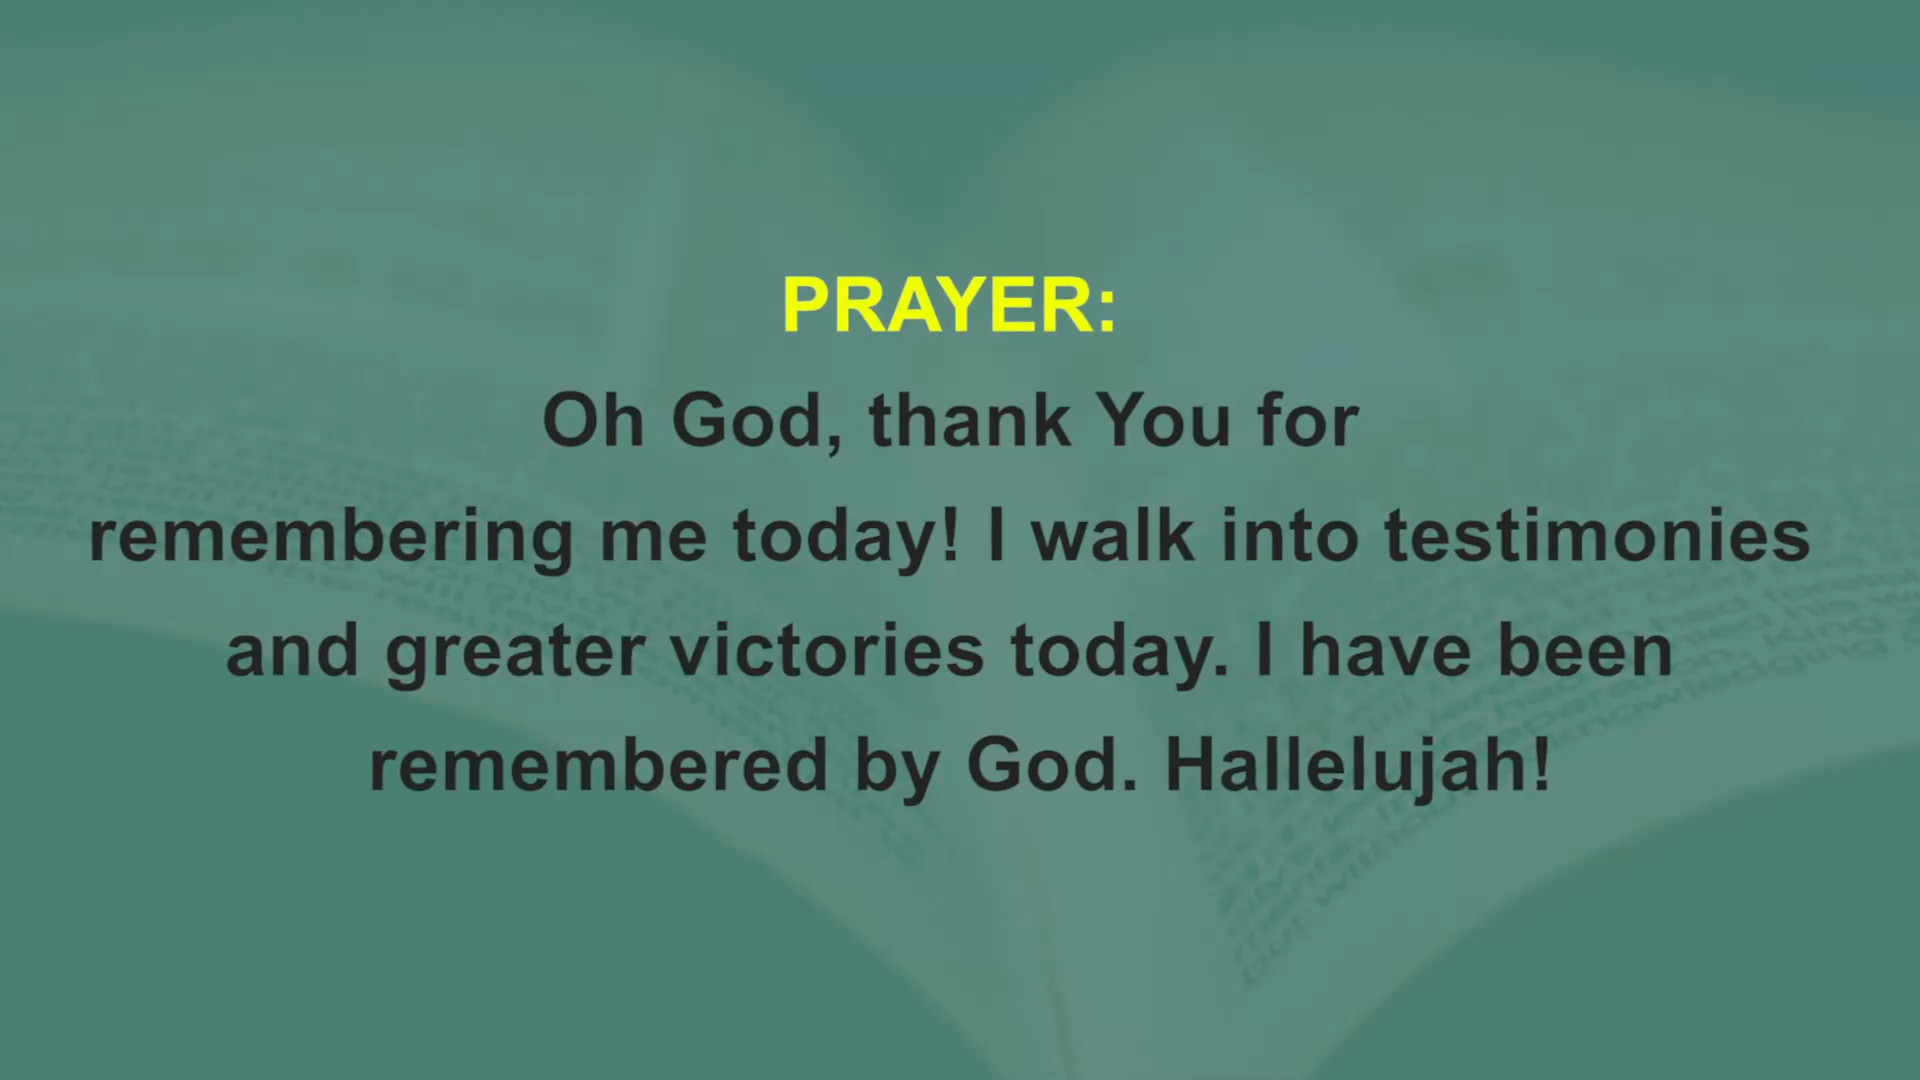 PRAYER:
Oh God, thank You for
remembering me today! I walk into testimonies
and greater victories today. I have been
remembered by God. Hallelujah!